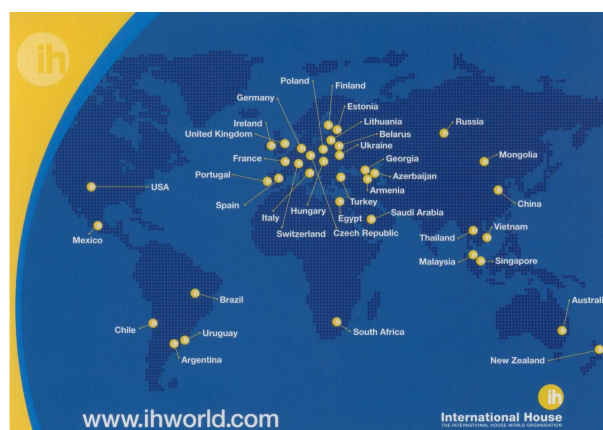 ih
Poland
Finland
Germany
Estonia
Ireland
Lithuania
Russia
United Kingdom
Belarus
Ukraine
France
Georgia
Mongolia
Portugal
Azerbaijan
USA
Armenia
Spain
Turkey
China
Italy
Hungary
Egypt
Saudi Arabia
Switzerland
Czech Republic
Mexico
Thailand
Vietnam
Malaysia
Singapore
Brazil
Australi
Chile
Uruguay
South Africa
Argentina
New Zealand
ih
www.ihworld.com
International House
THE INTERNATIONAL HOUSE WORLD ORGANISATION